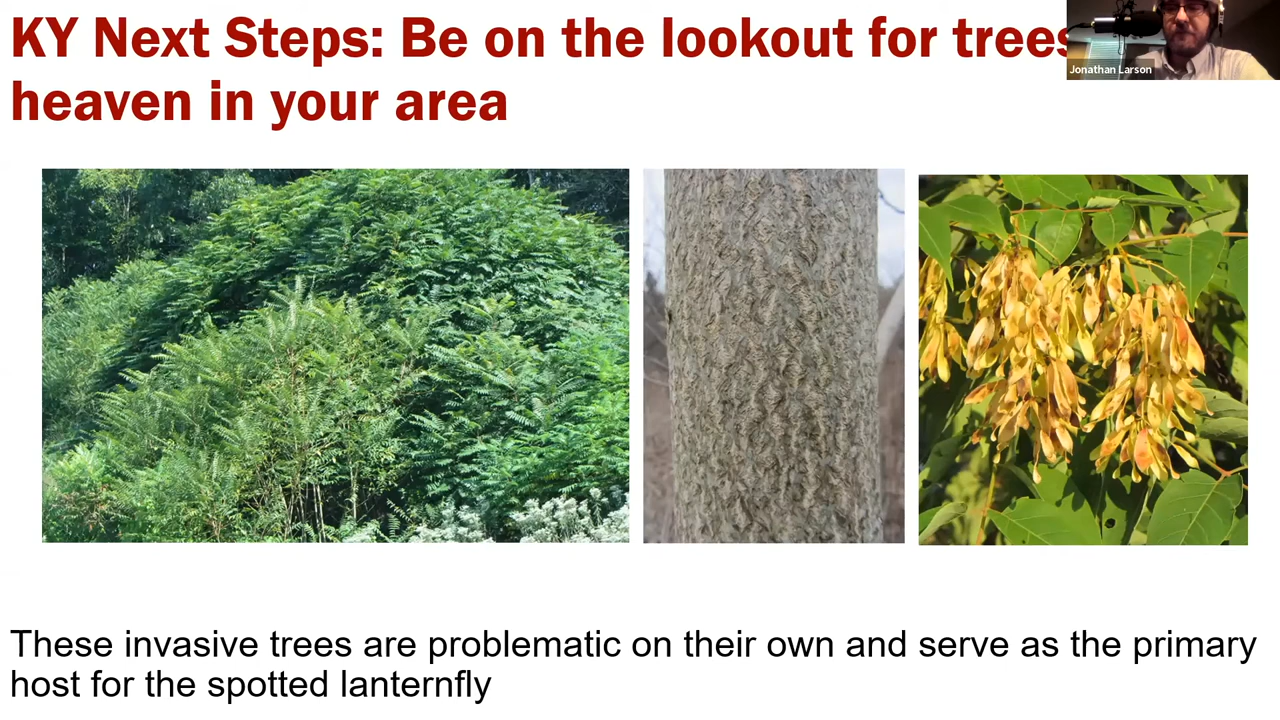 KY Next Steps: Be on the lookout for trees
Jonathan Larson
heaven in your area
These invasive trees are problematic on their own and serve as the primary
host for the spotted lanternfly